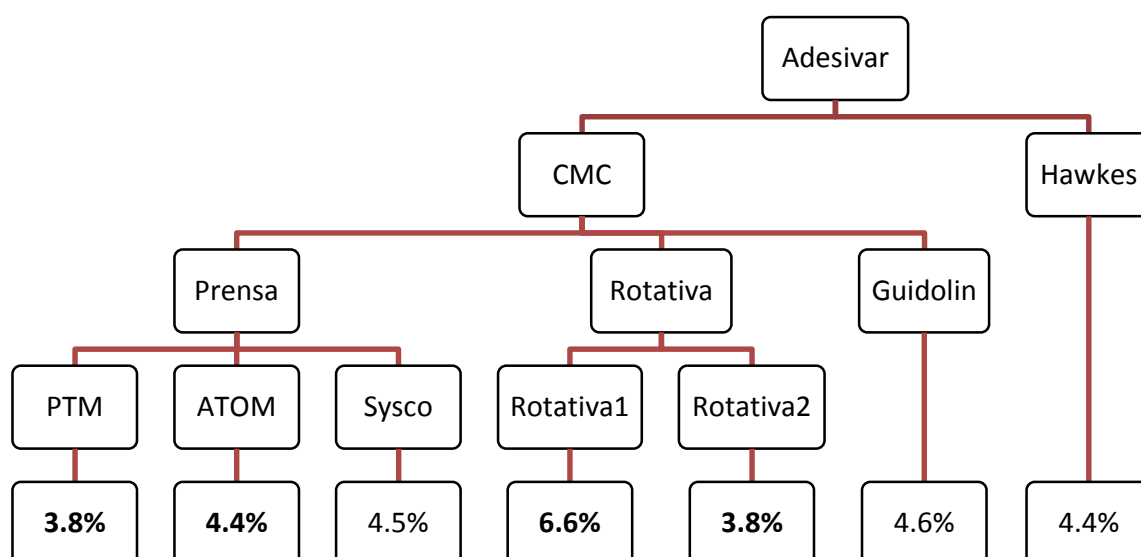 Adesivar
CMC
Hawkes
Prensa
Rotativa
Guidolin
PTM
ATOM
Sysco
Rotativa1
Rotativa2
3.8%
4.4%
4.5%
6.6%
3.8%
4.6%
4.4%